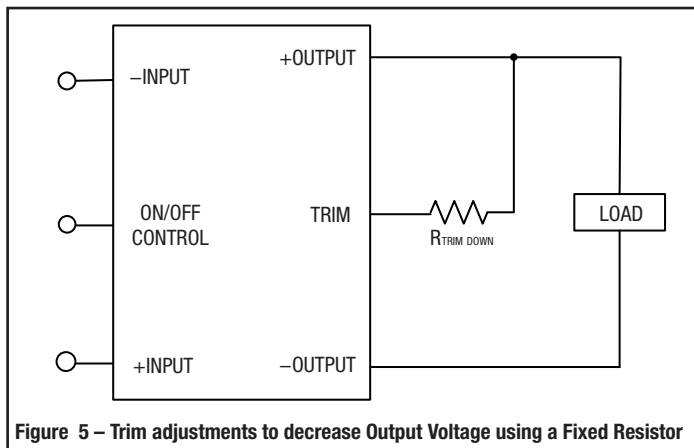 +OUTPUT
−INPUT
ON/OFF
CONTROL
TRIM
LOAD
RTRIM DOWN
+INPUT
−OUTPUT
Figure 5 – Trim adjustments to decrease Output Voltage using a Fixed Resistor